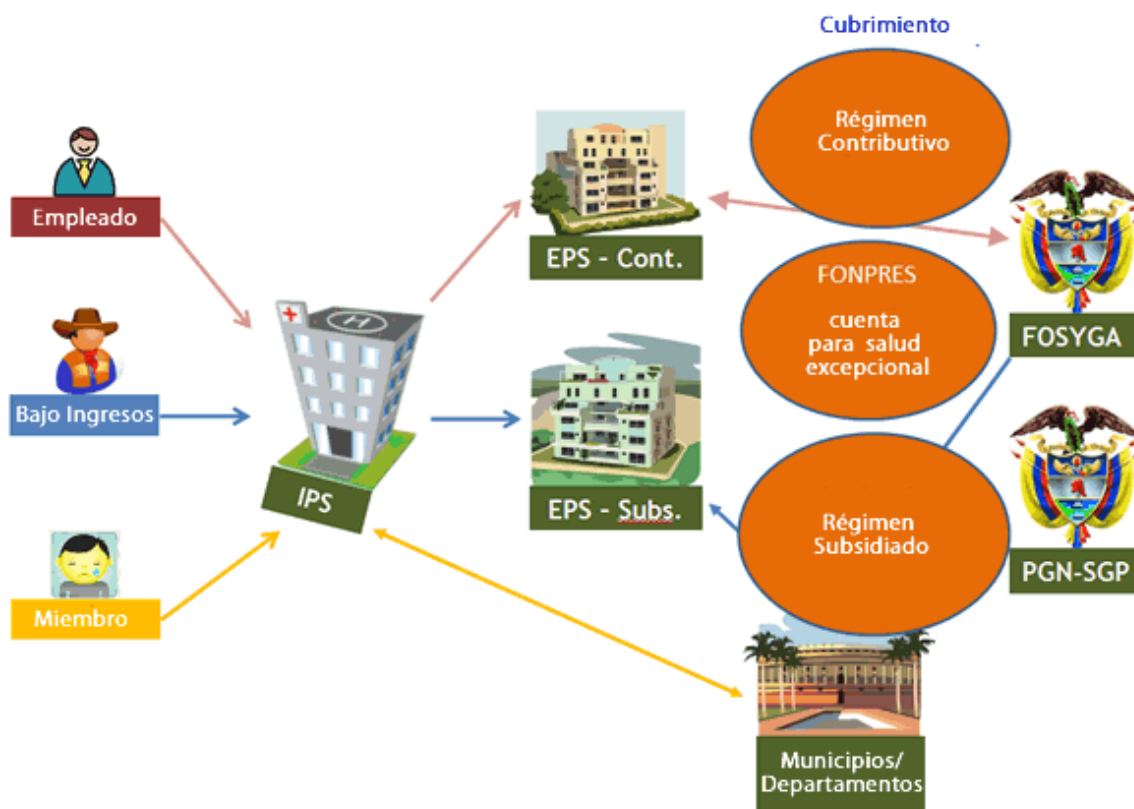 Cubrimiento
Régimen
Contributivo
Empleado
EPS - Cont.
FONPRES
cuenta
para salud
excepcional
FOSYGA
Bajo Ingresos
H
IPS
EPS - Subs.
Régimen
Subsidiado
PGN-SGP
Miembro
Municipios/
Departamentos